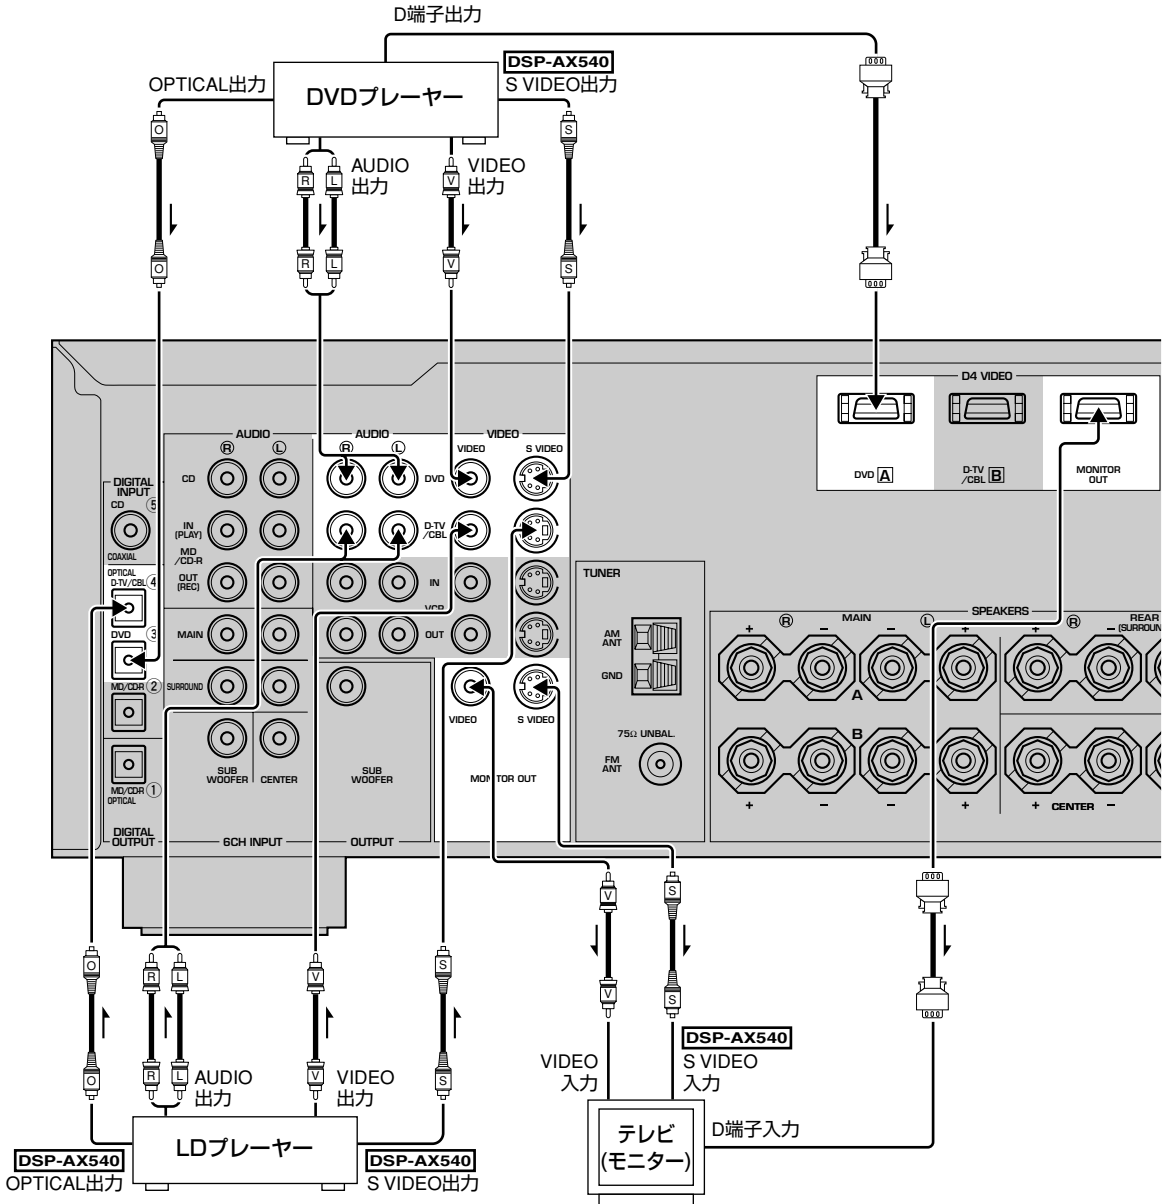 D端子出力
DSP-AX540
OPTICAL出力
DVDプレーヤー
S VIDEO出力
O
S
AUDIO
出力
VIDEO
出力
R
L
V
O
R
L
V
S
D4 VIDEO
DVD A
D-TV
/CBL B
MONITOR
OUT
AUDIO
R
L
AUDIO
R
L
VIDEO
VIDEO
S VIDEO
DIGITAL
INPUT
CD 5
COAXIAL
OPTICAL
D-TV/CBL 4
DVD 3
MD/CD-R 2
MD/CD-R 1
OPTICAL
DIGITAL
OUTPUT
CD
IN
(PLAY)
MD
/CD-R
OUT
(REC)
MAIN
SURROUND
SUB
WOOFER
CENTER
6CH INPUT
DVD
D-TV
/CBL
IN
VCR
OUT
SUB
WOOFER
OUTPUT
VIDEO
S VIDEO
MONITOR OUT
TUNER
AM
ANT
GND
75Ω UNBAL.
FM
ANT
SPEAKERS
R
MAIN
L
R
REAR
(SURROUN
+
−
−
+
+
−
A
B
+
−
−
+
+
CENTER
−
V
S
V
S
O
R
L
V
S
O
R
L
V
S
AUDIO
出力
VIDEO
出力
LDプレーヤー
DSP-AX540
OPTICAL出力
DSP-AX540
S VIDEO出力
VIDEO
入力
DSP-AX540
S VIDEO
入力
テレビ
(モニター)
D端子入力